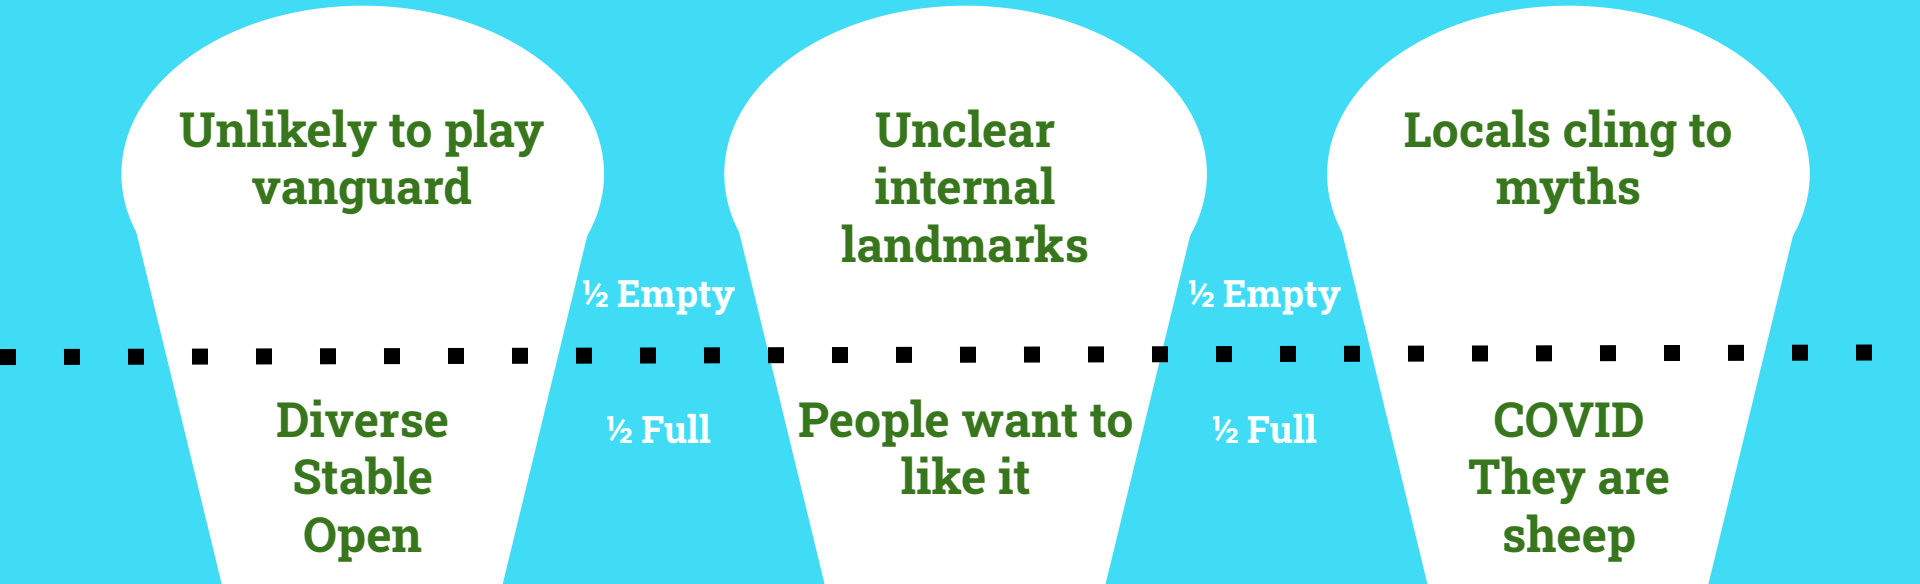 Unlikely to play
vanguard
Unclear
internal
landmarks
Locals cling to
myths
½ Empty
½ Empty
Diverse
Stable
Open
½ Full
People want to
like it
½ Full
COVID
They are
sheep